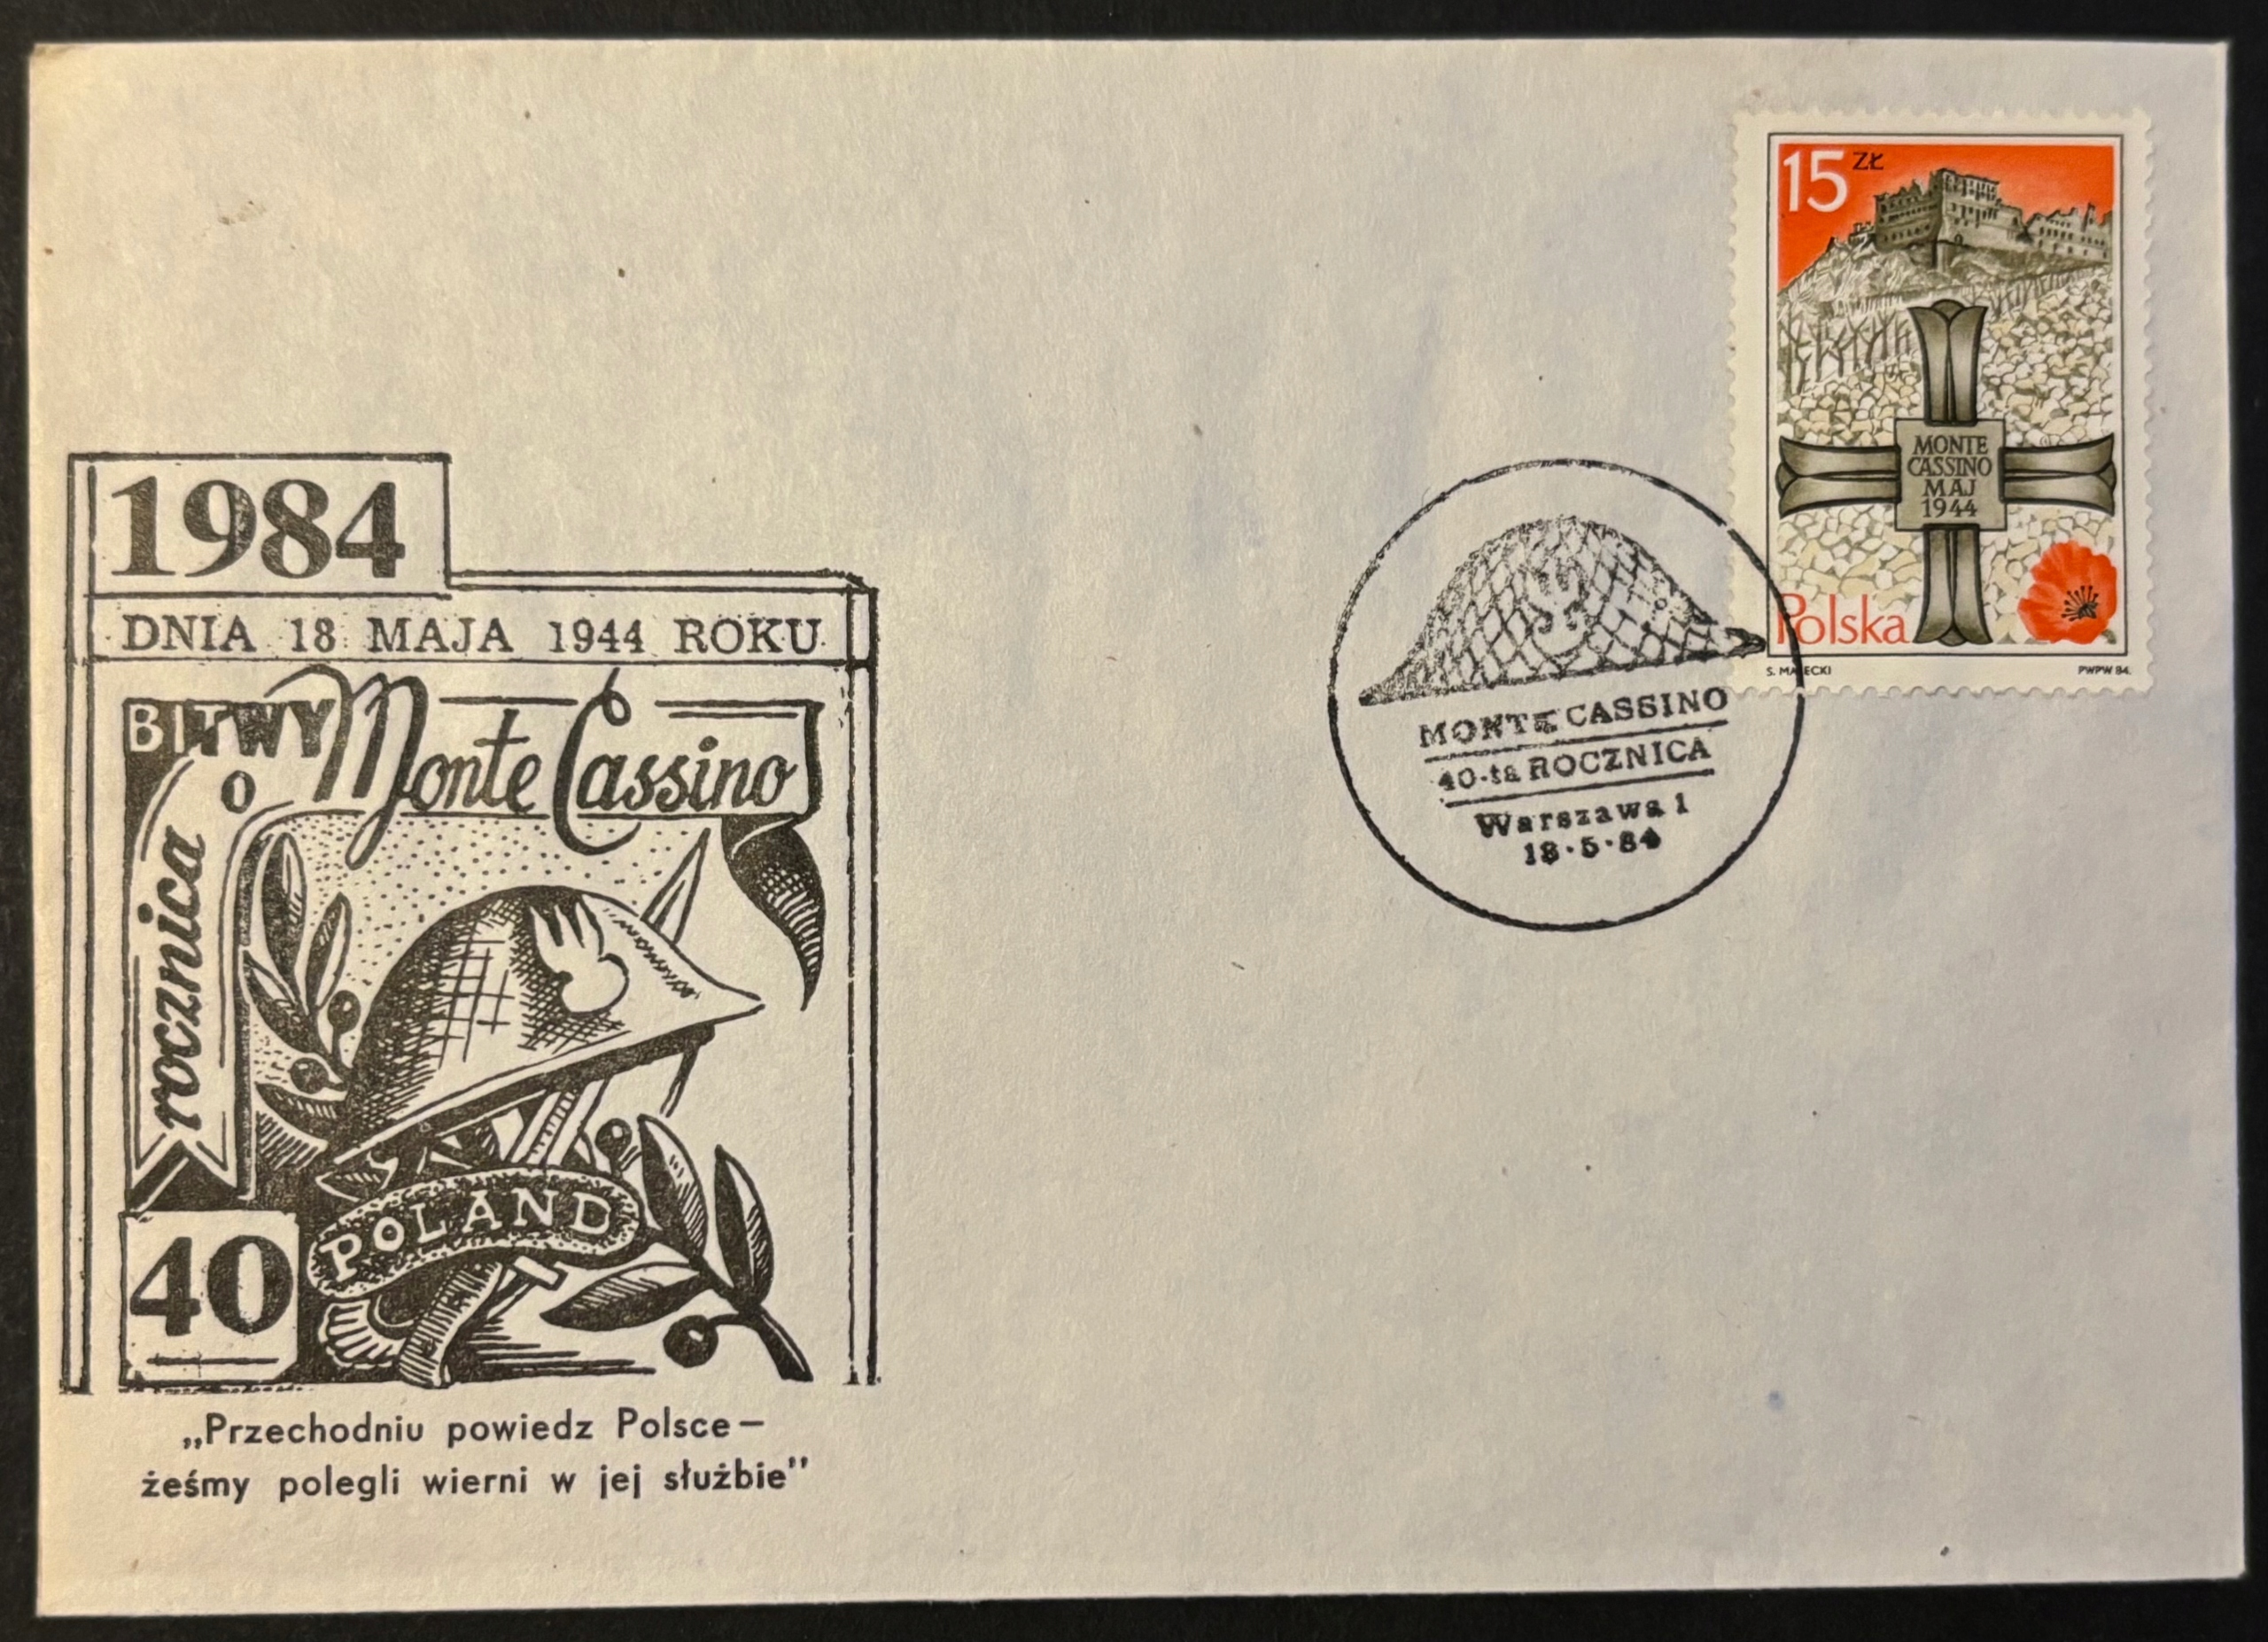 1984
DNIA 18 MAJA 1944 ROKU
BITWY Monte Cassino
O
rocznica
POLAND
40
„Przechodniu powiedz Polsce –
żeśmy polegli wierni w jej służbie”
MONTE CASSINO
40-ta ROCZNICA
Warszawa 1
18·5·84
15 ZŁ
MONTE
CASSINO
MAJ
1944
Polska
S. MAŁECKI
PWPW 84.